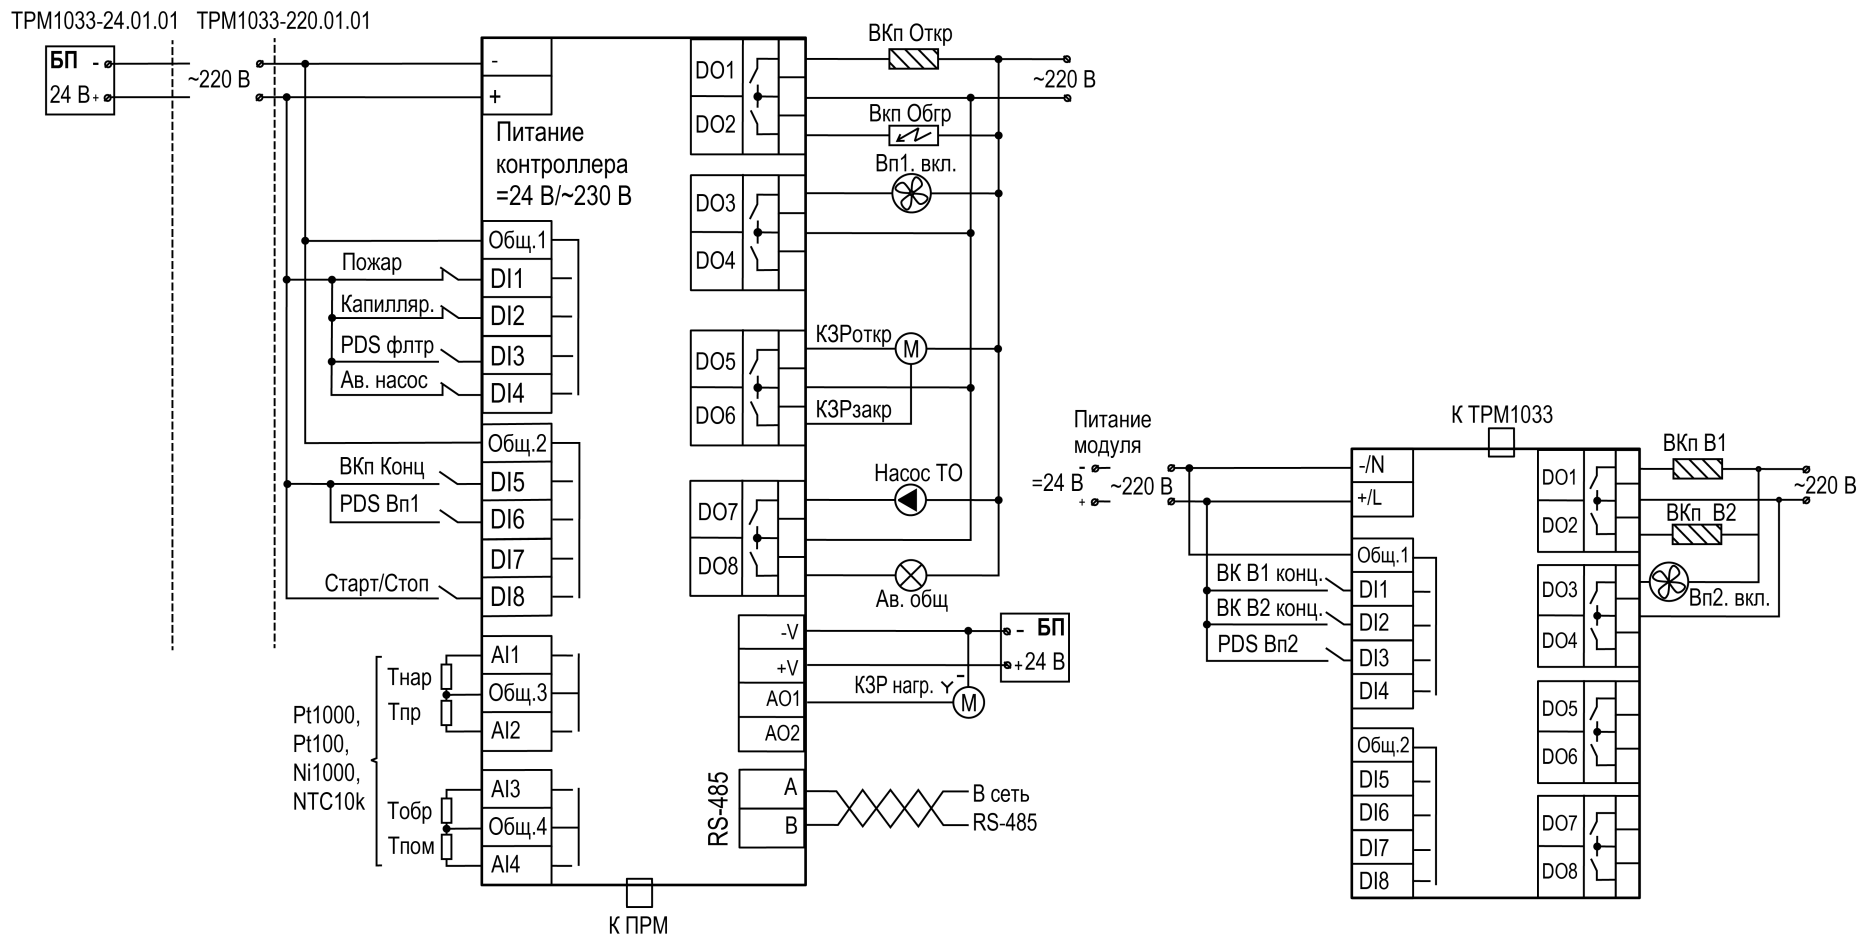 ТРМ1033-24.01.01
ТРМ1033-220.01.01
БП -
24 В +
~220 В
-
+
Питание
контроллера
=24 В/~230 В
Общ.1
Пожар
DI1
Капилляр.
DI2
PDS флтр
DI3
Ав. насос
DI4
Общ.2
ВКп Конц
DI5
PDS Вп1
DI6
DI7
Старт/Стоп
DI8
Pt1000,
Pt100,
Ni1000,
NTC10k
Тнар
Тпр
Тобр
Тпом
AI1
Общ.3
AI2
AI3
Общ.4
AI4
К ПРМ
DO1
DO2
DO3
DO4
DO5
DO6
DO7
DO8
-V
+V
AO1
AO2
RS-485
A
B
ВКп Откр
~220 В
Вкп Обгр
Вп1. вкл.
КЗРоткр
М
КЗРзакр
Насос ТО
Ав. общ
- БП
+ 24 В
КЗР нагр. Y -
М
В сеть
RS-485
Питание
модуля
-
=24 В
+
~220 В
К ТРМ1033
-/N
+/L
Общ.1
ВК В1 конц.
DI1
ВК В2 конц.
DI2
PDS Вп2
DI3
DI4
Общ.2
DI5
DI6
DI7
DI8
DO1
DO2
DO3
DO4
DO5
DO6
DO7
DO8
ВКп В1
~220 В
ВКп В2
Вп2. вкл.